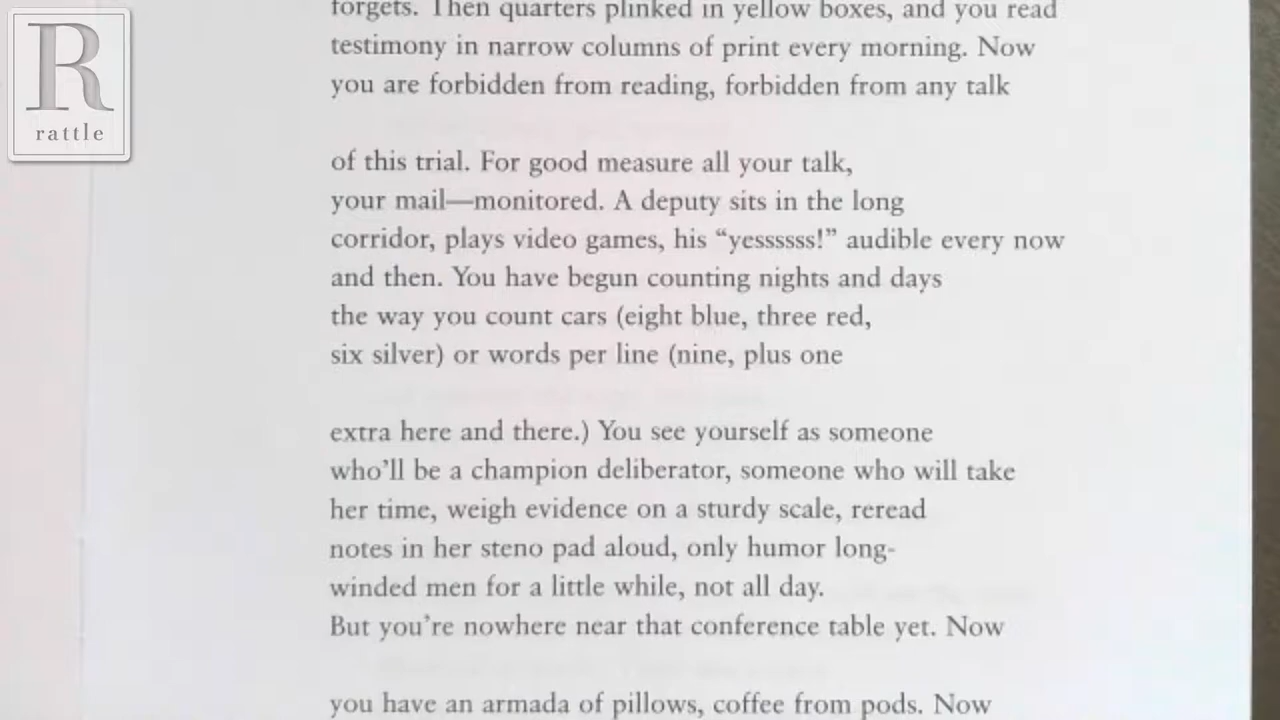 R
rattle
forgets. Then quarters plinked in yellow boxes, and you read
testimony in narrow columns of print every morning. Now
you are forbidden from reading, forbidden from any talk
of this trial. For good measure all your talk,
your mail—monitored. A deputy sits in the long
corridor, plays video games, his “yessssss!” audible every now
and then. You have begun counting nights and days
the way you count cars (eight blue, three red,
six silver) or words per line (nine, plus one
extra here and there.) You see yourself as someone
who’ll be a champion deliberator, someone who will take
her time, weigh evidence on a sturdy scale, reread
notes in her steno pad aloud, only humor long-
winded men for a little while, not all day.
But you’re nowhere near that conference table yet. Now
you have an armada of pillows, coffee from pods. Now